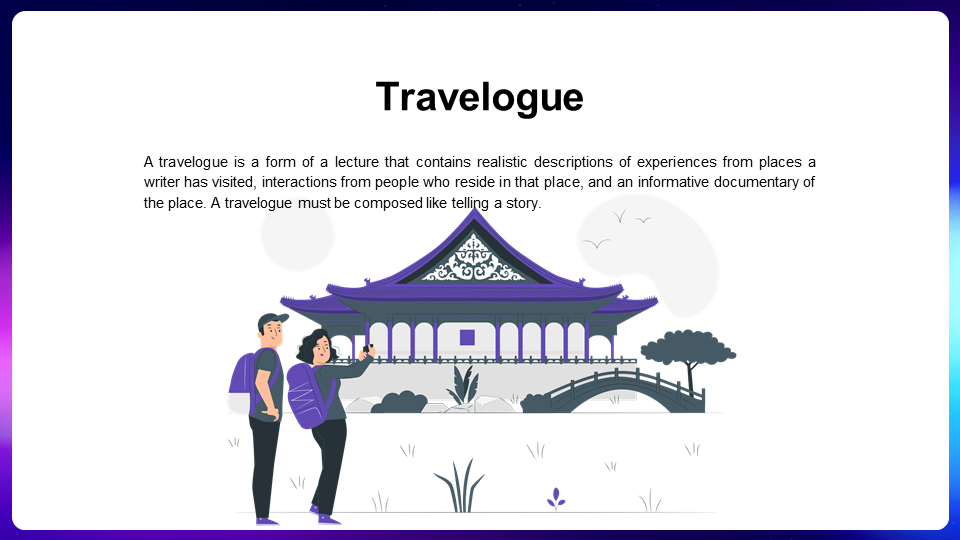 Travelogue
A travelogue is a form of a lecture that contains realistic descriptions of experiences from places a
writer has visited, interactions from people who reside in that place, and an informative documentary of
the place. A travelogue must be composed like telling a story.